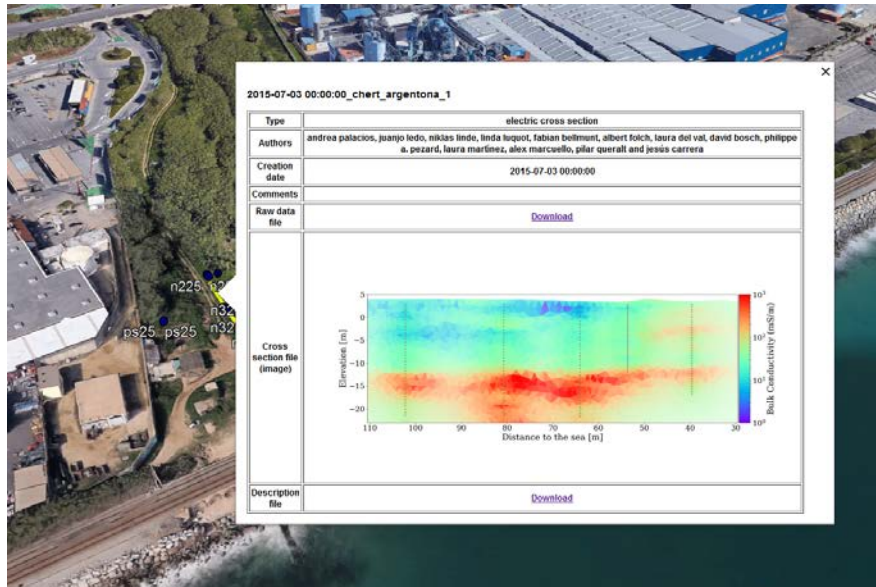 ×
2015-07-03 00:00:00_chert_argentona_1
Type
electric cross section
Authors
andrea palacios, juanjo ledo, niklas linde, linda luquot, fabian bellmunt, albert folch, laura del val, david bosch, philippe
a. pezard, laura martinez, alex marcuello, pilar queralt and jesús carrera
Creation
date
2015-07-03 00:00:00
Comments
Raw data
file
Download
Cross
section file
(image)
5
0
−5
−10
−15
−20
Elevation [m]
110 100 90 80 70 60 50 40 30
Distance to the sea [m]
10³
10²
10¹
10⁰
Bulk Conductivity (mS/m)
Description
file
Download
n225
n32
ps25 ps25
n32